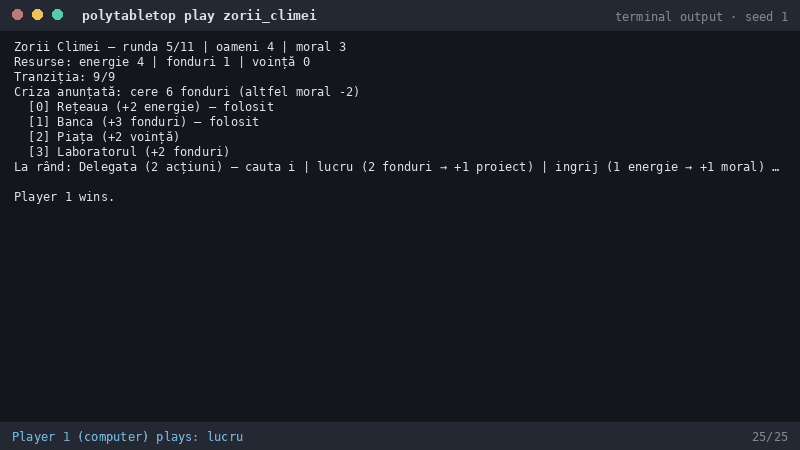 polytabletop play zorii_climei
terminal output · seed 1
Zorii Climei — runda 5/11 | oameni 4 | moral 3
Resurse: energie 4 | fonduri 1 | voință 0
Tranziția: 9/9
Criza anunțată: cere 6 fonduri (altfel moral -2)
[0] Rețeaua (+2 energie) — folosit
[1] Banca (+3 fonduri) — folosit
[2] Piața (+2 voință)
[3] Laboratorul (+2 fonduri)
La rând: Delegata (2 acțiuni) — cauta i | lucru (2 fonduri → +1 proiect) | ingrij (1 energie → +1 moral) …
Player 1 wins.
Player 1 (computer) plays: lucru
25/25